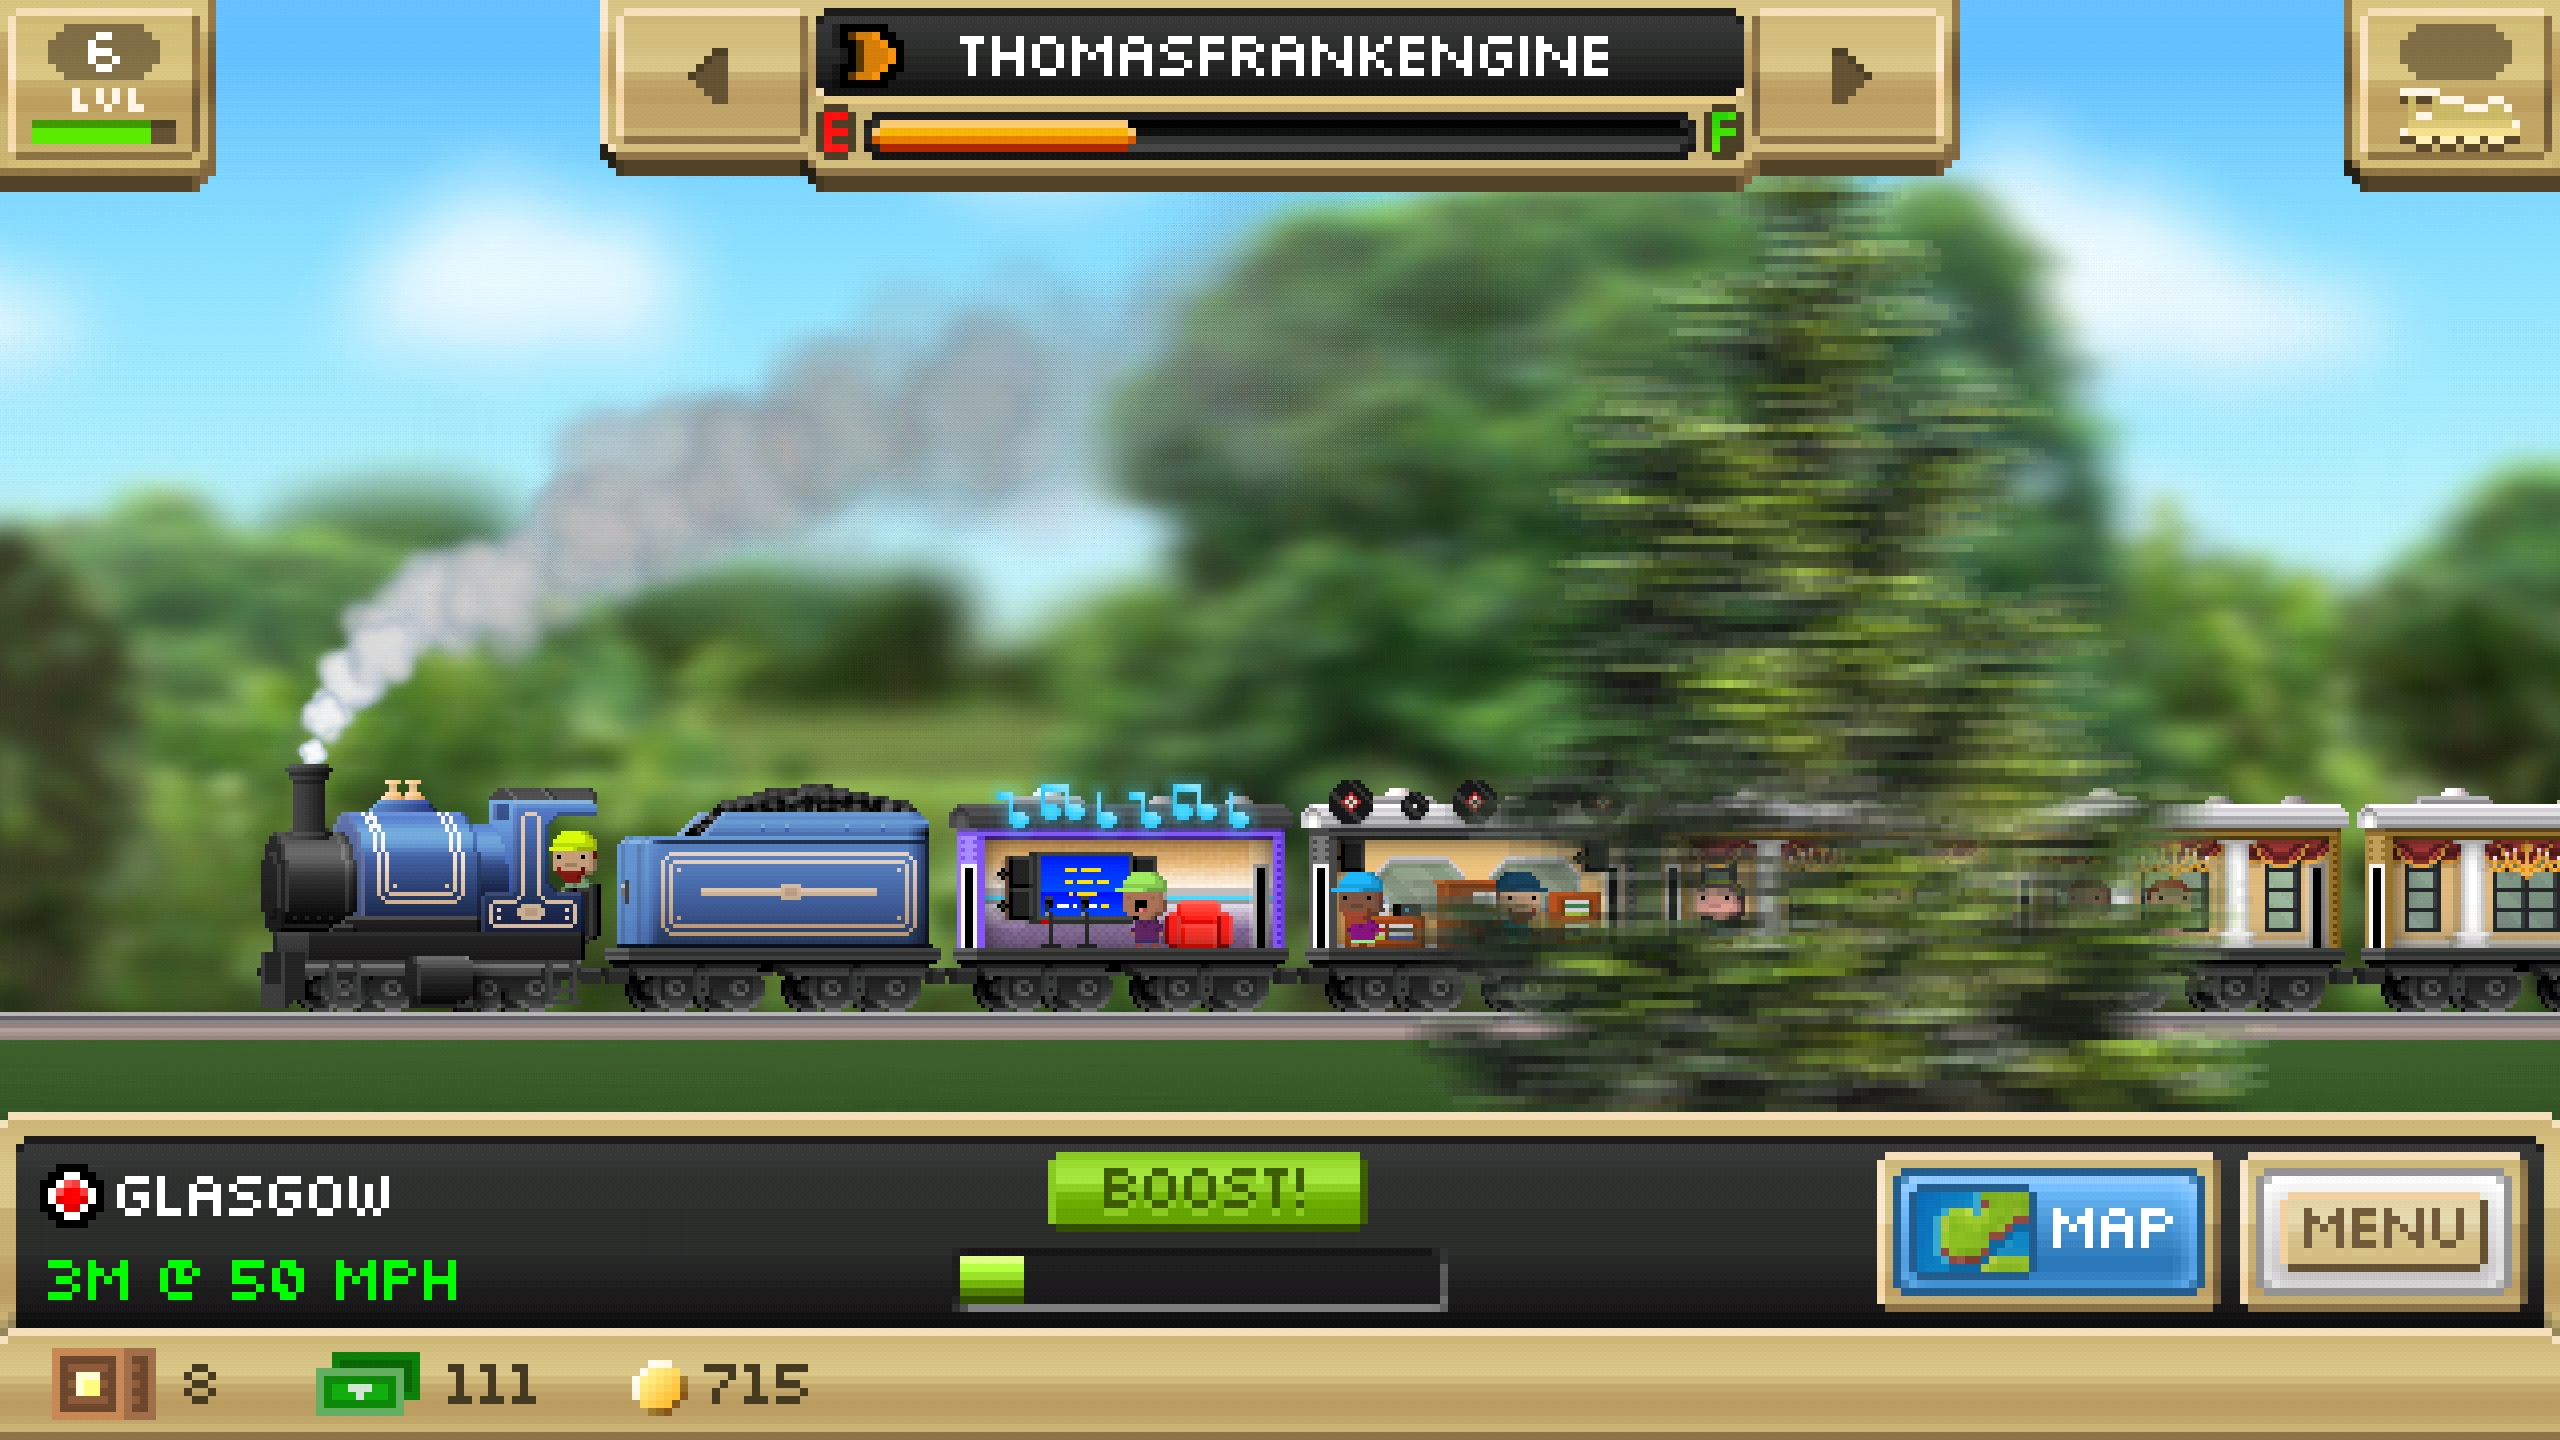 6
LVL
THOMASFRANKENGINE
E F
GLASGOW
3M @ 50 MPH
BOOST!
MAP
MENU
8
111
715